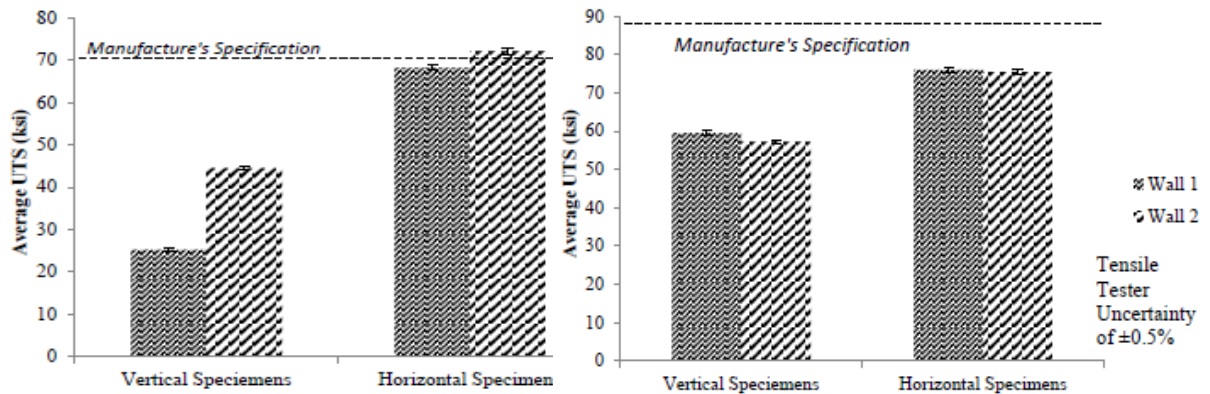 Average UTS (ksi)
80
70
60
50
40
30
20
10
0
Manufacture's Specification
Vertical Speciemens
Horizontal Specimen
Average UTS (ksi)
90
80
70
60
50
40
30
20
10
0
Manufacture's Specification
Vertical Speciemens
Horizontal Specimens
Wall 1
Wall 2
Tensile
Tester
Uncertainty
of ±0.5%